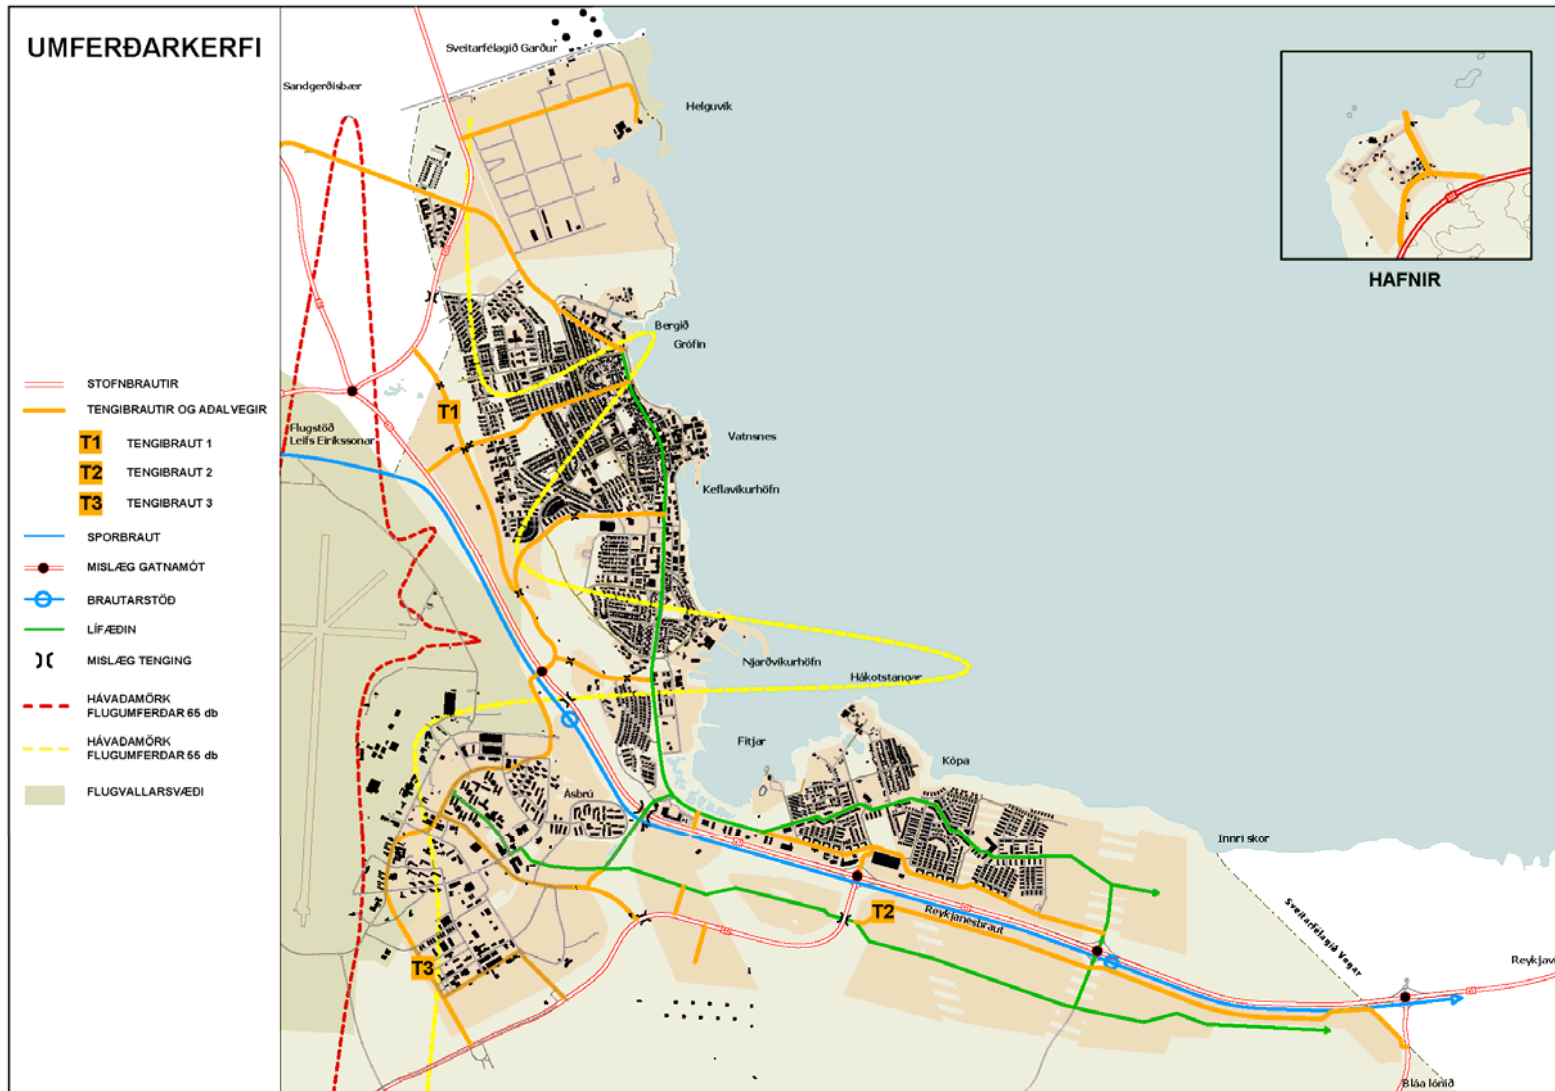 UMFERÐARKERFI
STOFNBRAUTIR
TENGIBRAUTIR OG AÐALVEGIR
T1 TENGIBRAUT 1
T2 TENGIBRAUT 2
T3 TENGIBRAUT 3
SPORBRAUT
MISLÆG GATNAMÓT
BRAUTARSTÖÐ
LÍFÆÐIN
MISLÆG TENGING
HÁVAÐAMÖRK
FLUGUMFERÐAR 65 db
HÁVAÐAMÖRK
FLUGUMFERÐAR 55 db
FLUGVALLARSVÆÐI
Sveitarfélagið Garður
Sandgerðisbær
Helguvík
HAFNIR
Bergið
Grófin
T1
Flugstöð
Leifs Eiríkssonar
Vatnsnes
Keflavíkurhöfn
Njarðvíkurhöfn
Hákotstangar
Fitjar
Kópa
Ásbrú
Innri skor
T2
Reykjanesbraut
Sveitarfélagið Vogar
T3
Reykjaví
Bláa lónið